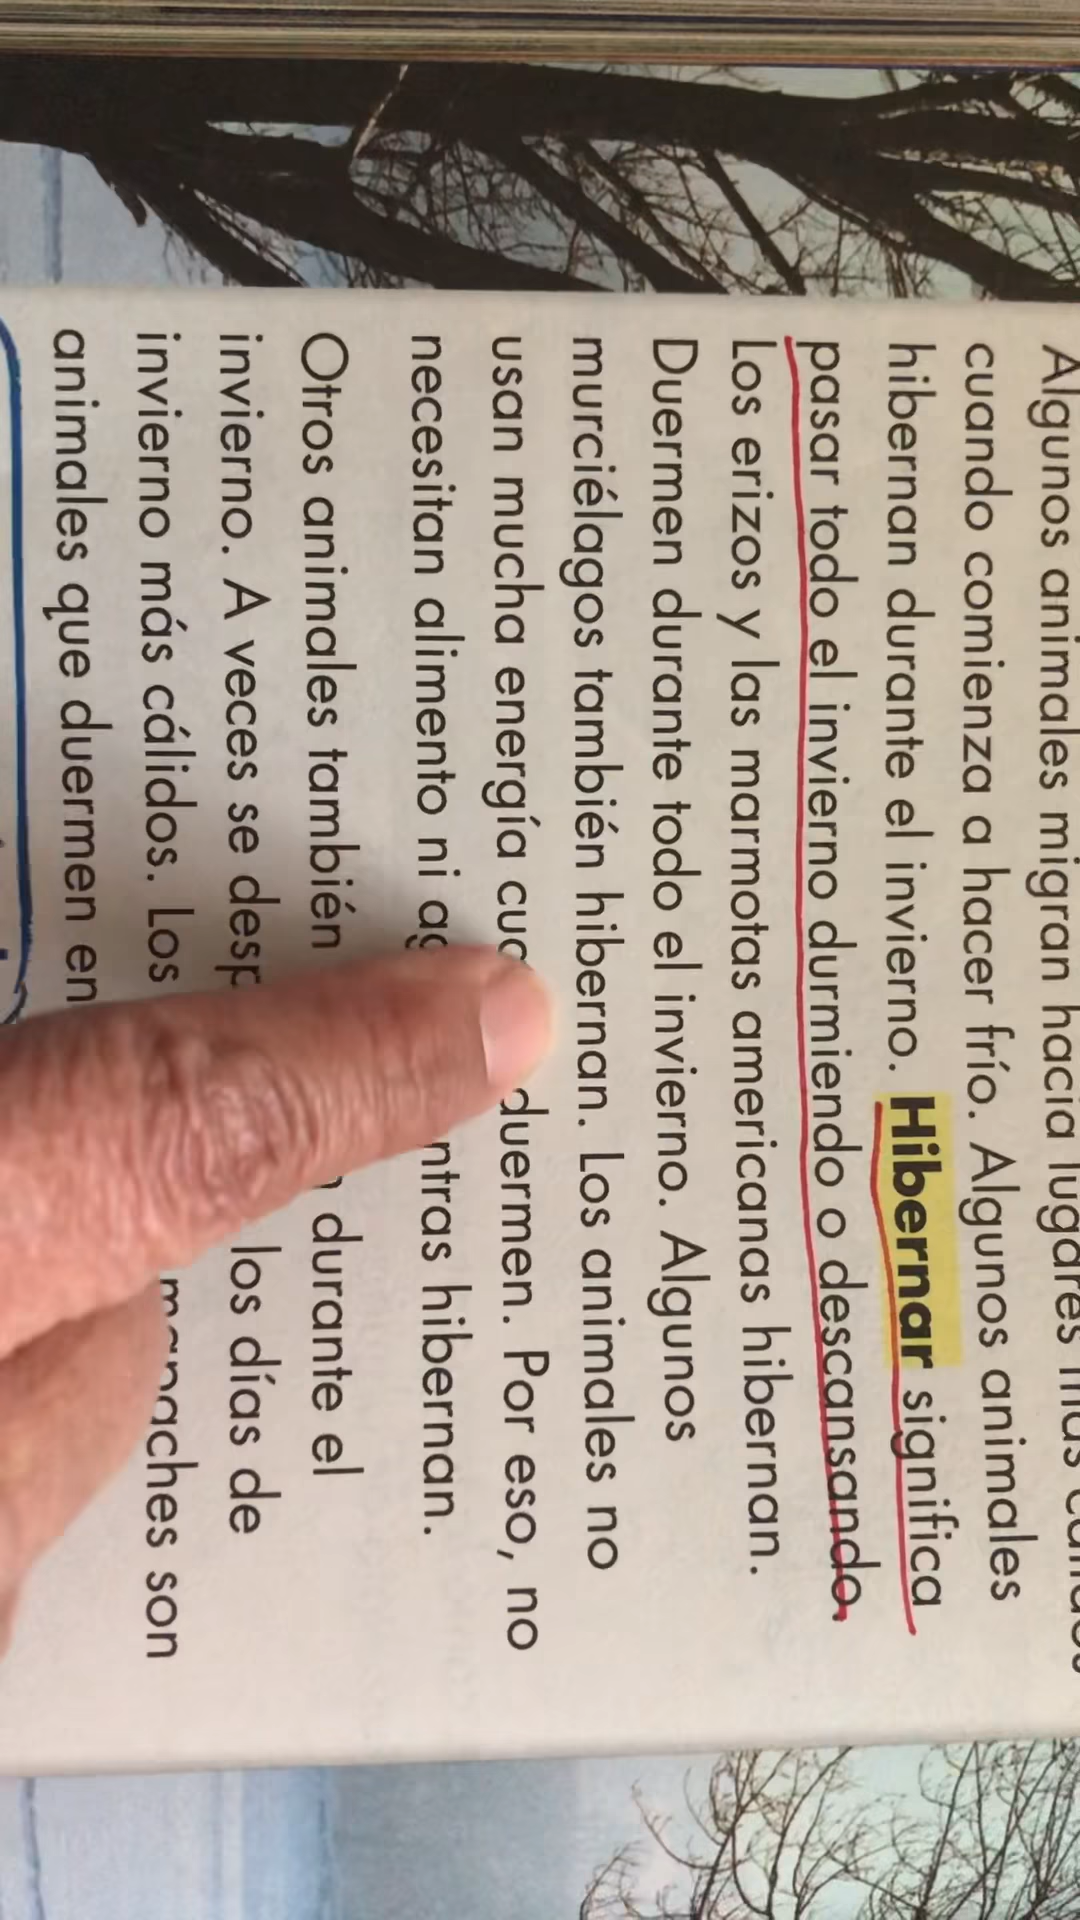 Algunos animales migran hacia lugares más cálidos
cuando comienza a hacer frío. Algunos animales
hibernan durante el invierno. Hibernar significa
pasar todo el invierno durmiendo o descansando.
Los erizos y las marmotas americanas hibernan.
Duermen durante todo el invierno. Algunos
murciélagos también hibernan. Los animales no
usan mucha energía duermen. Por eso, no
necesitan alimento ni hibernan.
Otros animales también durante el
invierno. A veces se los días de
invierno más cálidos. Los son
animales que duermen en